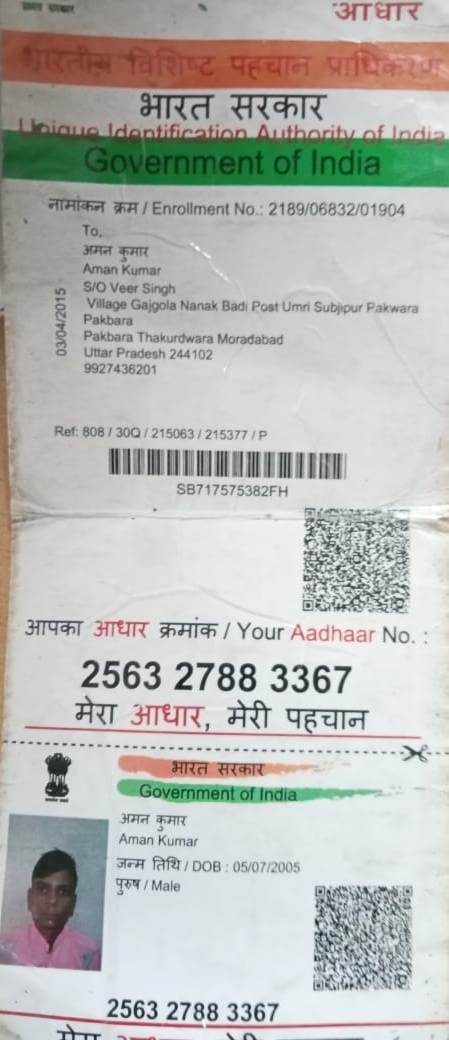 आधार
भारतीय विशिष्ट पहचान प्राधिकरण
भारत सरकार
Unique Identification Authority of India
Government of India
नामांकन क्रम / Enrollment No.: 2189/06832/01904
To,
अमन कुमार
Aman Kumar
S/O Veer Singh
Village Gajgola Nanak Badi Post Umri Subjipur Pakwara
Pakbara
Pakbara Thakurdwara Moradabad
Uttar Pradesh 244102
9927436201
03/04/2015
Ref: 808 / 30Q / 215063 / 215377 / P
SB717575382FH
आपका आधार क्रमांक / Your Aadhaar No. :
2563 2788 3367
मेरा आधार, मेरी पहचान
भारत सरकार
Government of India
अमन कुमार
Aman Kumar
जन्म तिथि / DOB : 05/07/2005
पुरुष / Male
2563 2788 3367